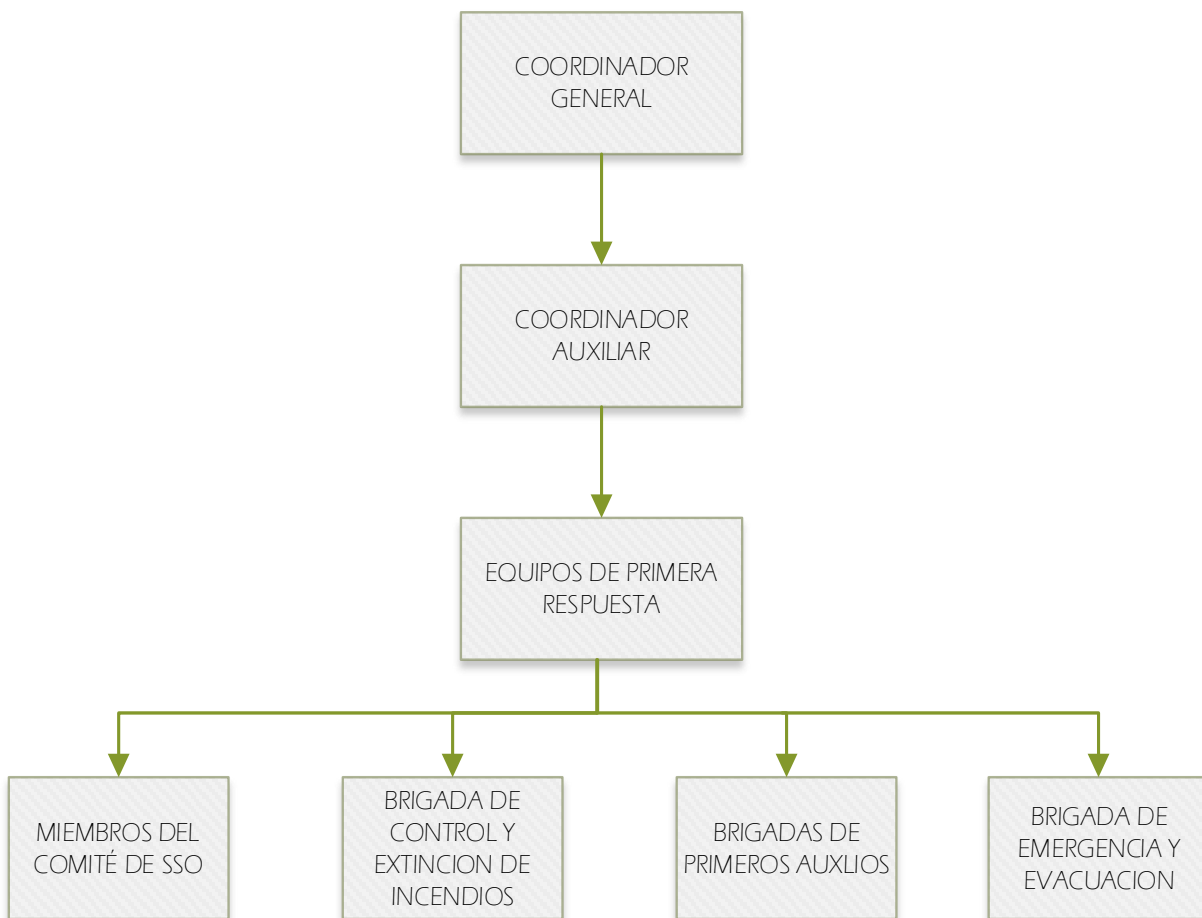 COORDINADOR
GENERAL
COORDINADOR
AUXILIAR
EQUIPOS DE PRIMERA
RESPUESTA
MIEMBROS DEL
COMITÉ DE SSO
BRIGADA DE
CONTROL Y
EXTINCION DE
INCENDIOS
BRIGADAS DE
PRIMEROS AUXLIOS
BRIGADA DE
EMERGENCIA Y
EVACUACION